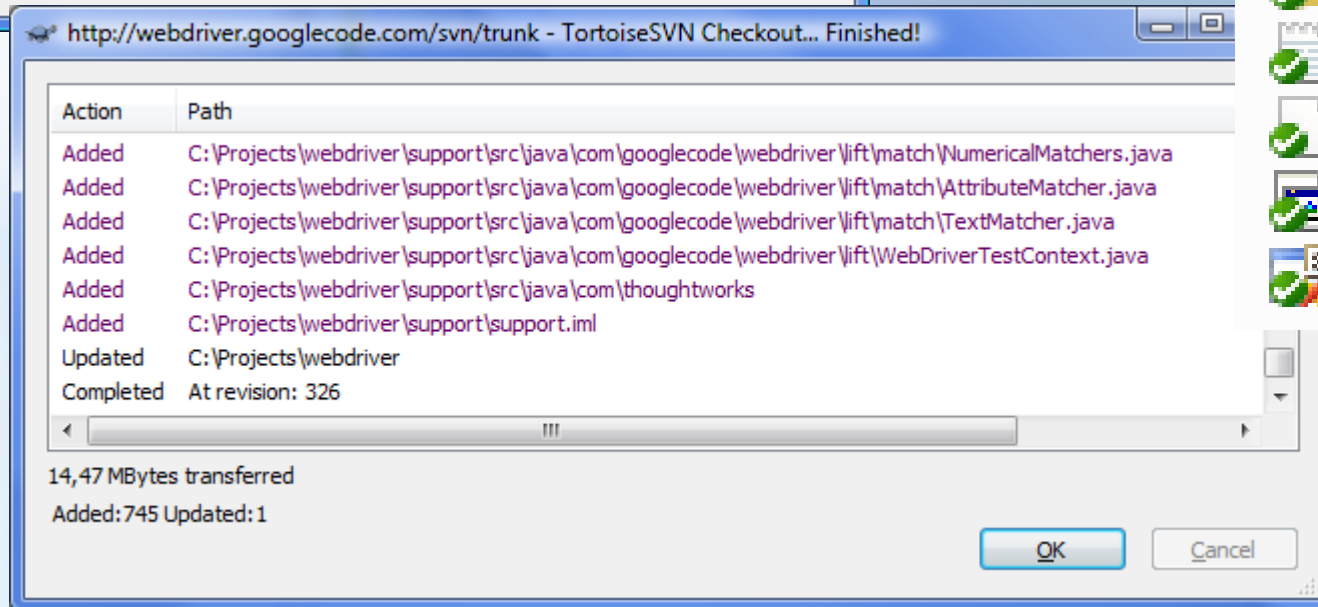 http://webdriver.googlecode.com/svn/trunk - TortoiseSVN Checkout... Finished!
Action Path
Added C:\Projects\webdriver\support\src\java\com\googlecode\webdriver\lift\match\NumericalMatchers.java
Added C:\Projects\webdriver\support\src\java\com\googlecode\webdriver\lift\match\AttributeMatcher.java
Added C:\Projects\webdriver\support\src\java\com\googlecode\webdriver\lift\match\TextMatcher.java
Added C:\Projects\webdriver\support\src\java\com\googlecode\webdriver\lift\WebDriverTestContext.java
Added C:\Projects\webdriver\support\src\java\com\thoughtworks
Added C:\Projects\webdriver\support\support.iml
Updated C:\Projects\webdriver
Completed At revision: 326
14,47 MBytes transferred
Added:745 Updated:1
OK Cancel